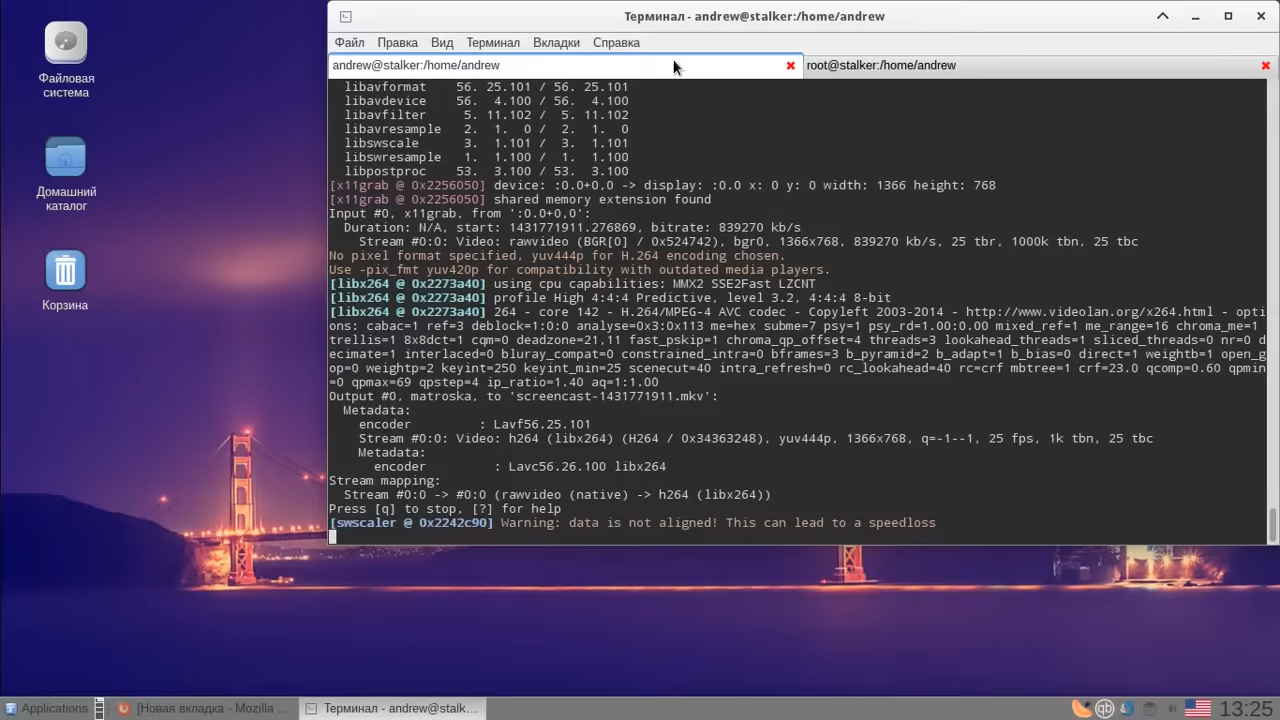 Файловая
система
Домашний
каталог
Корзина
Терминал - andrew@stalker:/home/andrew
Файл Правка Вид Терминал Вкладки Справка
andrew@stalker:/home/andrew
root@stalker:/home/andrew
libavformat 56. 25.101 / 56. 25.101
libavdevice 56. 4.100 / 56. 4.100
libavfilter 5. 11.102 / 5. 11.102
libavresample 2. 1. 0 / 2. 1. 0
libswscale 3. 1.101 / 3. 1.101
libswresample 1. 1.100 / 1. 1.100
libpostproc 53. 3.100 / 53. 3.100
[x11grab @ 0x2256050] device: :0.0+0,0 -> display: :0.0 x: 0 y: 0 width: 1366 height: 768
[x11grab @ 0x2256050] shared memory extension found
Input #0, x11grab, from ':0.0+0,0':
Duration: N/A, start: 1431771911.276869, bitrate: 839270 kb/s
Stream #0:0: Video: rawvideo (BGR[0] / 0x524742), bgr0, 1366x768, 839270 kb/s, 25 tbr, 1000k tbn, 25 tbc
No pixel format specified, yuv444p for H.264 encoding chosen.
Use -pix_fmt yuv420p for compatibility with outdated media players.
[libx264 @ 0x2273a40] using cpu capabilities: MMX2 SSE2Fast LZCNT
[libx264 @ 0x2273a40] profile High 4:4:4 Predictive, level 3.2, 4:4:4 8-bit
[libx264 @ 0x2273a40] 264 - core 142 - H.264/MPEG-4 AVC codec - Copyleft 2003-2014 - http://www.videolan.org/x264.html - opti
ons: cabac=1 ref=3 deblock=1:0:0 analyse=0x3:0x113 me=hex subme=7 psy=1 psy_rd=1.00:0.00 mixed_ref=1 me_range=16 chroma_me=1
trellis=1 8x8dct=1 cqm=0 deadzone=21,11 fast_pskip=1 chroma_qp_offset=4 threads=3 lookahead_threads=1 sliced_threads=0 nr=0 d
ecimate=1 interlaced=0 bluray_compat=0 constrained_intra=0 bframes=3 b_pyramid=2 b_adapt=1 b_bias=0 direct=1 weightb=1 open_g
op=0 weightp=2 keyint=250 keyint_min=25 scenecut=40 intra_refresh=0 rc_lookahead=40 rc=crf mbtree=1 crf=23.0 qcomp=0.60 qpmin
=0 qpmax=69 qpstep=4 ip_ratio=1.40 aq=1:1.00
Output #0, matroska, to 'screencast-1431771911.mkv':
Metadata:
encoder : Lavf56.25.101
Stream #0:0: Video: h264 (libx264) (H264 / 0x34363248), yuv444p, 1366x768, q=-1--1, 25 fps, 1k tbn, 25 tbc
Metadata:
encoder : Lavc56.26.100 libx264
Stream mapping:
Stream #0:0 -> #0:0 (rawvideo (native) -> h264 (libx264))
Press [q] to stop, [?] for help
[swscaler @ 0x2242c90] Warning: data is not aligned! This can lead to a speedloss
Applications
[Новая вкладка - Mozilla ...
Терминал - andrew@stalk...
qb
13:25